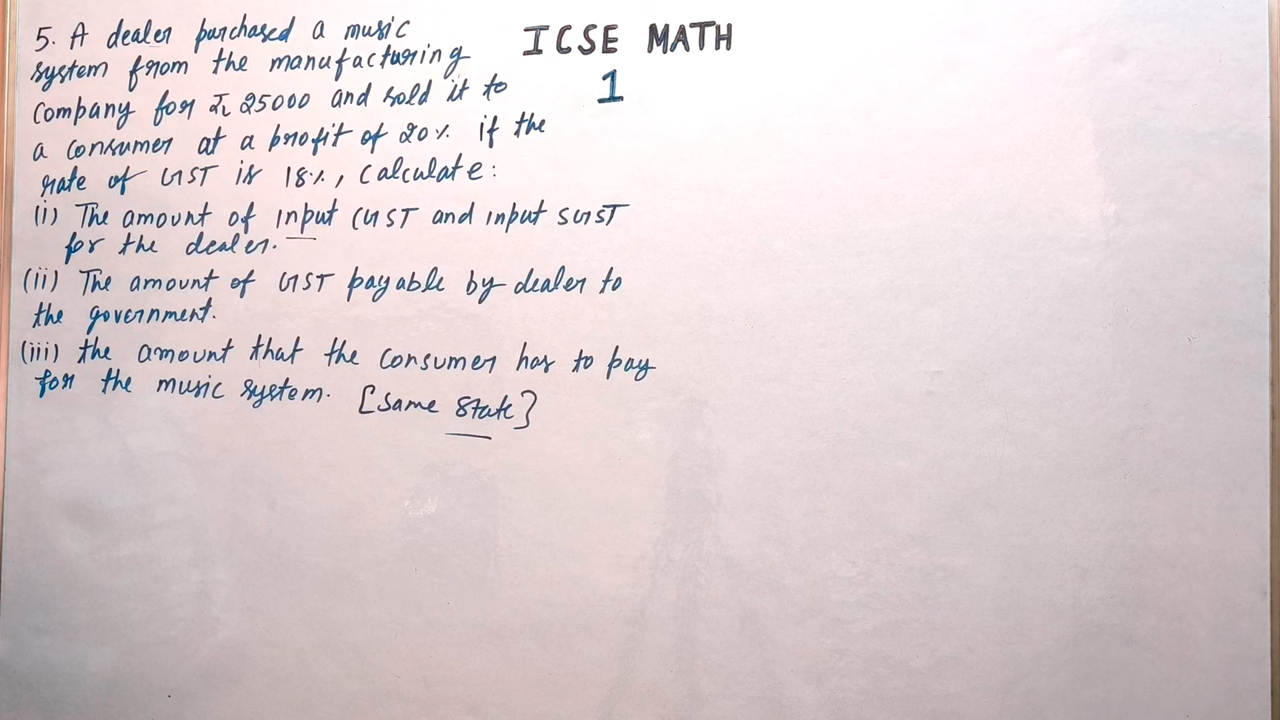 5. A dealer purchased a music
system from the manufacturing
company for ₹ 25000 and sold it to
a consumer at a profit of 20% if the
rate of GST is 18%, calculate:
(i) The amount of input CGST and input SGST
for the dealer.
(ii) The amount of GST payable by dealer to
the government.
(iii) the amount that the consumer has to pay
for the music system. [same state]
ICSE MATH
1